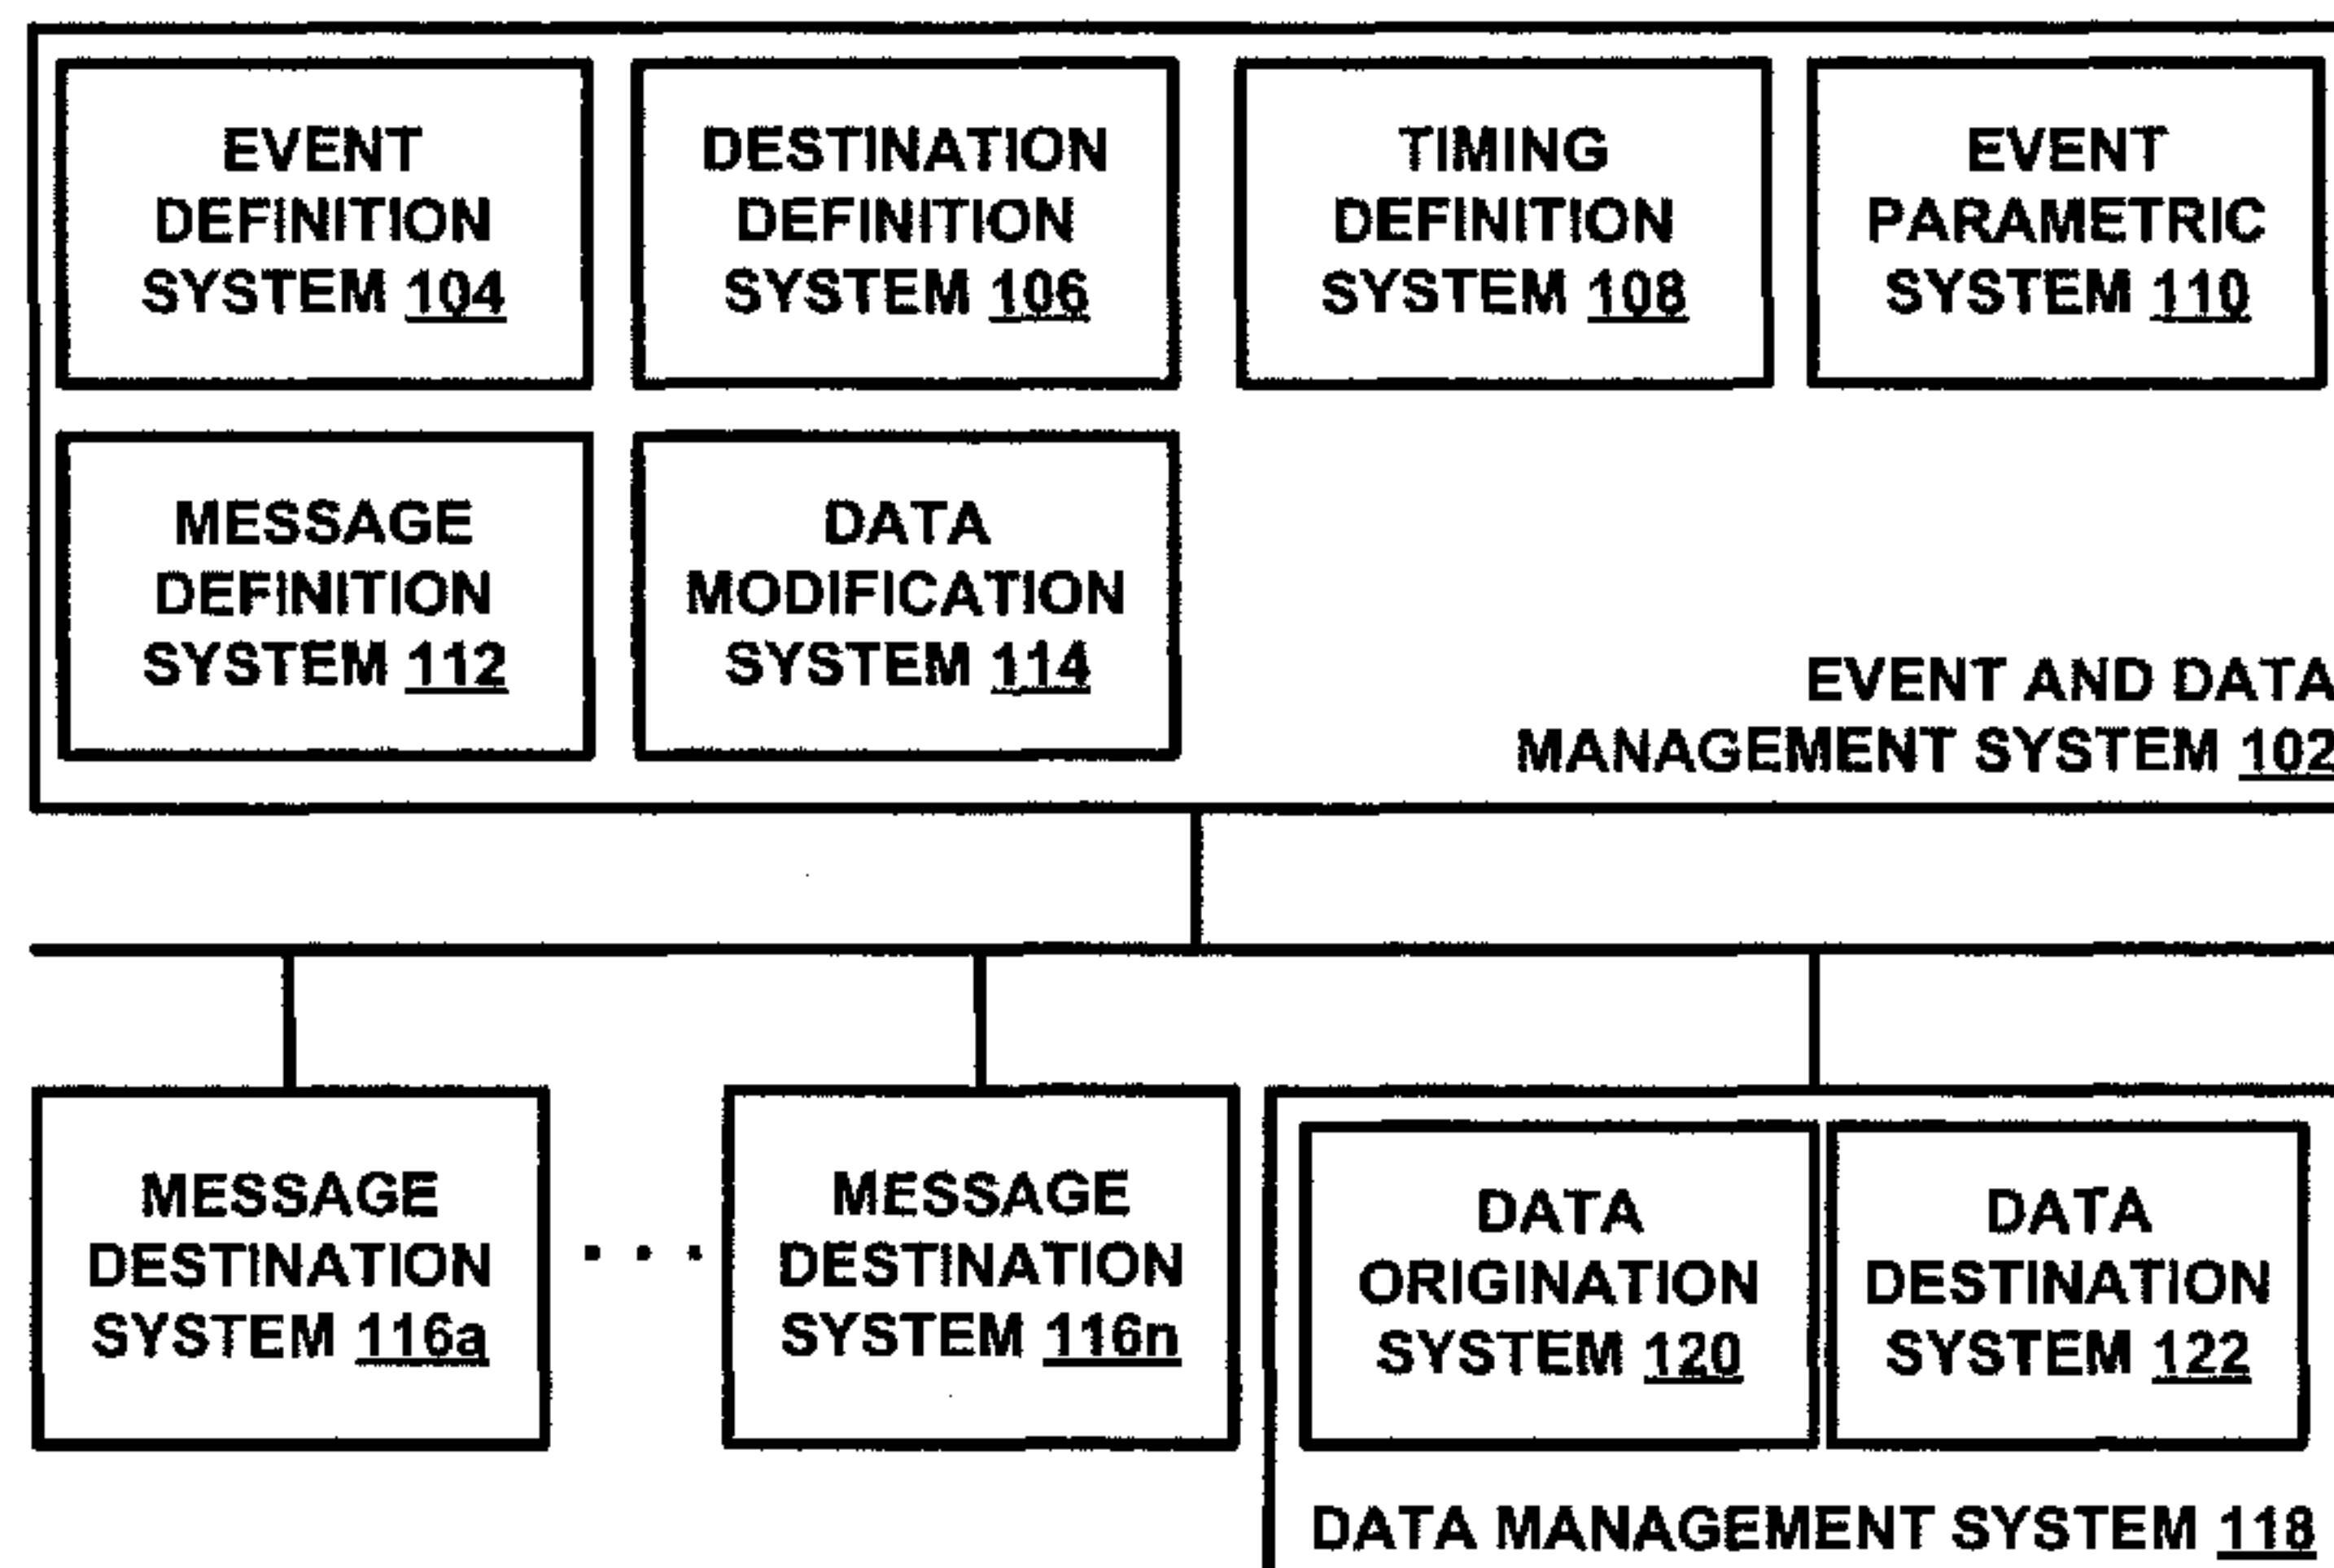 EVENT
DEFINITION
SYSTEM 104
DESTINATION
DEFINITION
SYSTEM 106
TIMING
DEFINITION
SYSTEM 108
EVENT
PARAMETRIC
SYSTEM 110
MESSAGE
DEFINITION
SYSTEM 112
DATA
MODIFICATION
SYSTEM 114
EVENT AND DATA
MANAGEMENT SYSTEM 102
MESSAGE
DESTINATION
SYSTEM 116a
. . .
MESSAGE
DESTINATION
SYSTEM 116n
DATA
ORIGINATION
SYSTEM 120
DATA
DESTINATION
SYSTEM 122
DATA MANAGEMENT SYSTEM 118